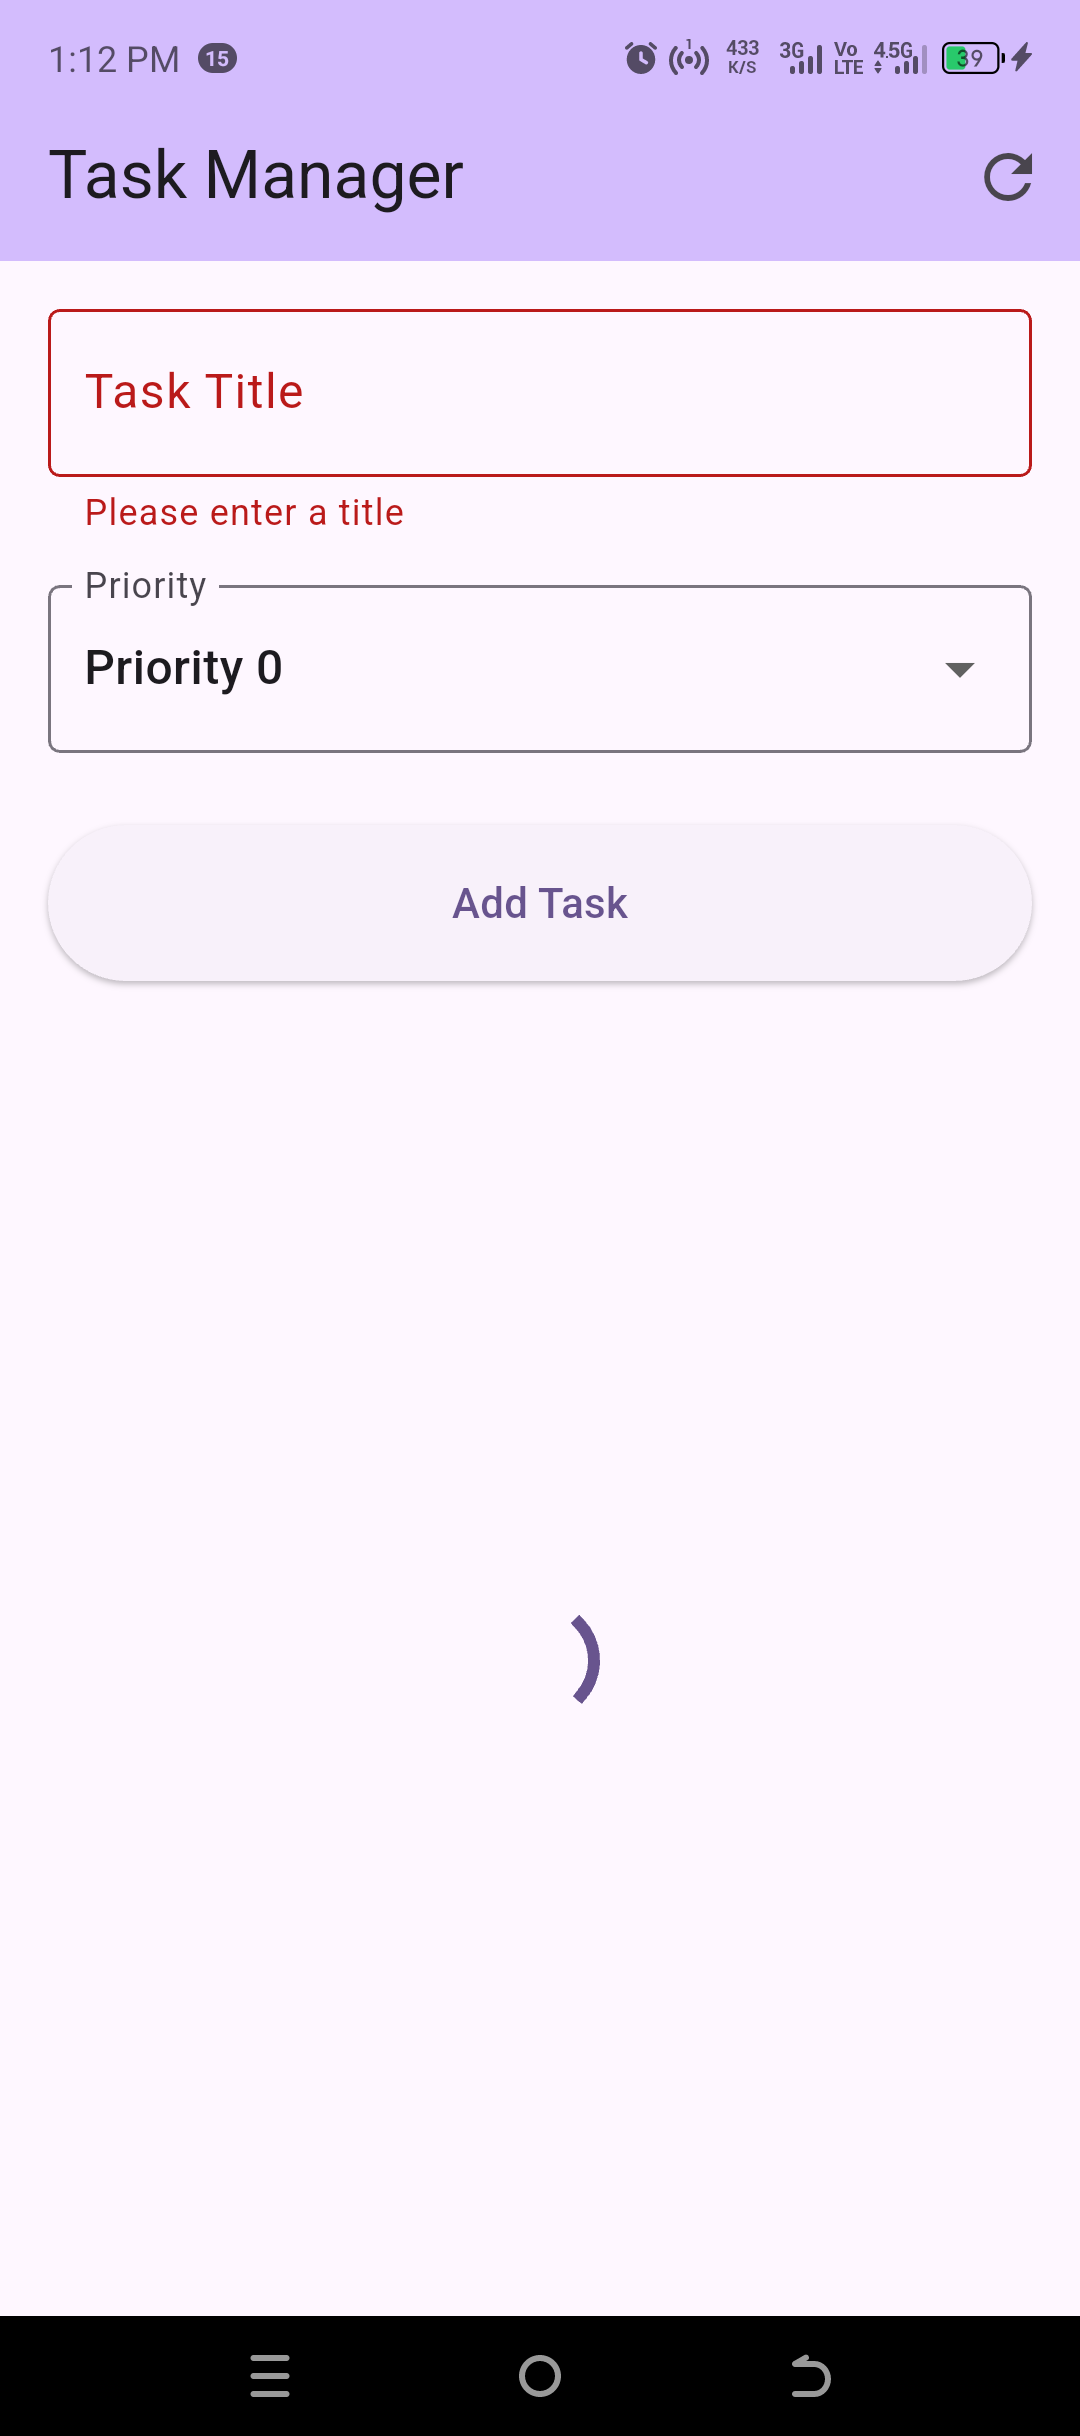 1:12 PM 15 1 433 K/S 3G Vo LTE 4.5G 39
Task Manager
Task Title
Please enter a title
Priority
Priority 0
Add Task